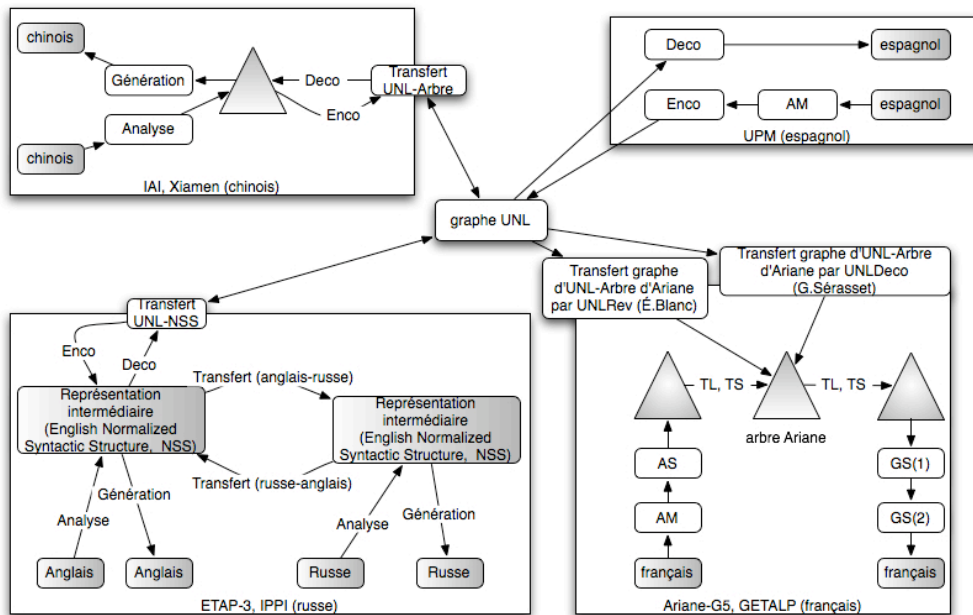 chinois
Génération
Deco
Transfert
UNL-Arbre
Enco
Analyse
chinois
IAI, Xiamen (chinois)
Deco
espagnol
Enco
AM
espagnol
UPM (espagnol)
graphe UNL
Transfert graphe
d'UNL-Arbre d'Ariane
par UNLRev (É.Blanc)
Transfert graphe d'UNL-Arbre
d'Ariane par UNLDeco
(G.Sérasset)
Transfert
UNL-NSS
Enco
Deco
Transfert (anglais-russe)
Représentation
intermédiaire
(English Normalized
Syntactic Structure, NSS)
Représentation
intermédiaire
(English Normalized
Syntactic Structure, NSS)
Transfert (russe-anglais)
Génération
Analyse
Analyse
Génération
Anglais
Anglais
Russe
Russe
ETAP-3, IPPI (russe)
TL, TS
TL, TS
arbre Ariane
AS
GS(1)
AM
GS(2)
français
français
Ariane-G5, GETALP (français)